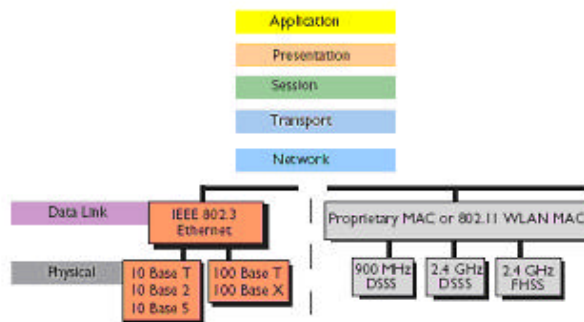 Application
Presentation
Session
Transport
Network
Data Link
IEEE 802.3
Ethernet
Proprietary MAC or 802.11 WLAN MAC
Physical
10 Base T
10 Base 2
10 Base 5
100 Base T
100 Base X
900 MHz
DSSS
2.4 GHz
DSSS
2.4 GHz
FHSS